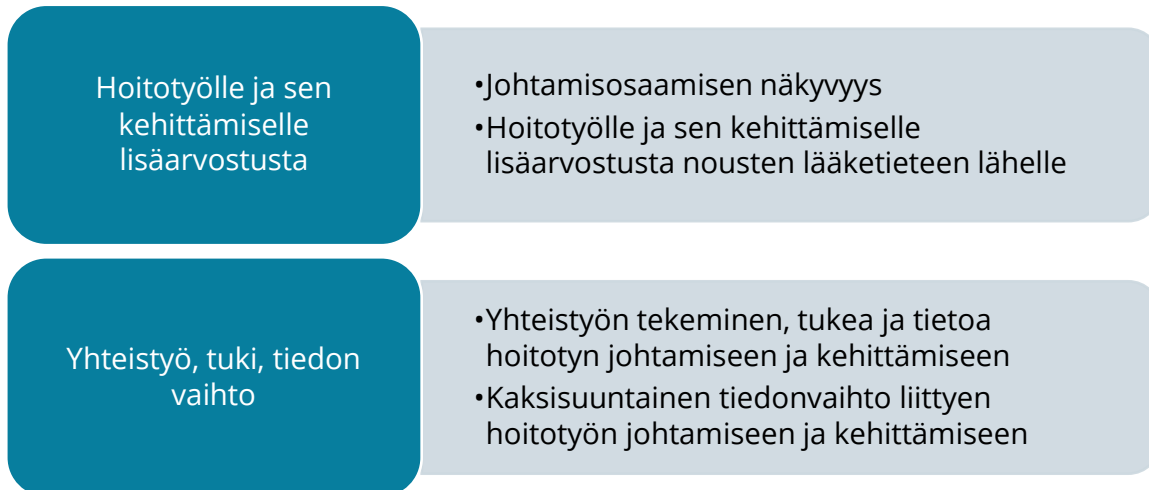 Hoitotyölle ja sen
kehittämiselle
lisäarvostusta
•Johtamisosaamisen näkyvyys
•Hoitotyölle ja sen kehittämiselle
lisäarvostusta nousten lääketieteen lähelle
Yhteistyö, tuki, tiedon
vaihto
•Yhteistyön tekeminen, tukea ja tietoa
hoitotyn johtamiseen ja kehittämiseen
•Kaksisuuntainen tiedonvaihto liittyen
hoitotyön johtamiseen ja kehittämiseen